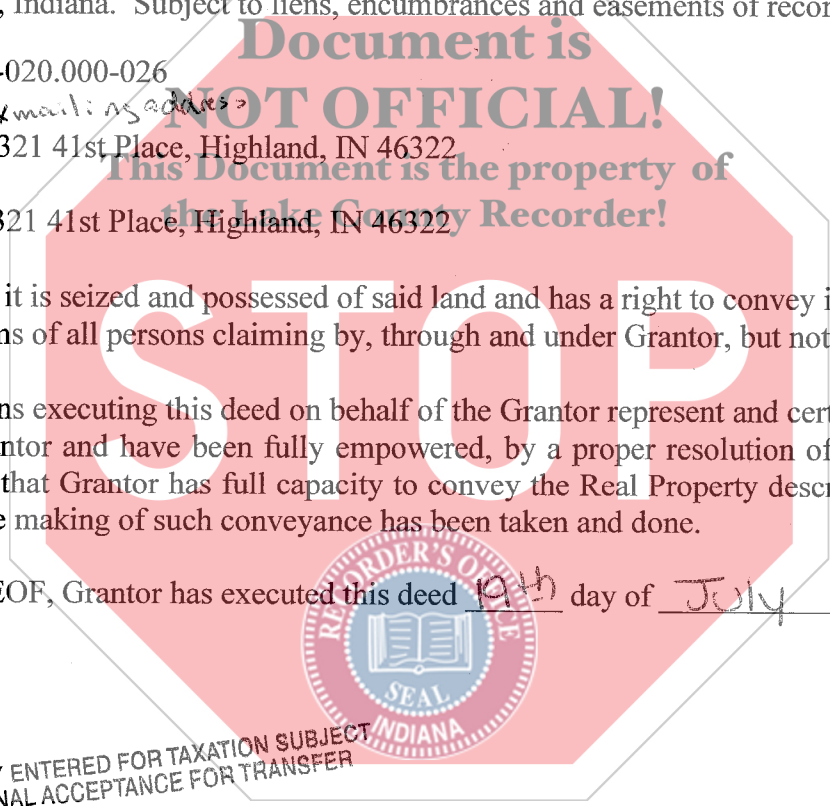 , Indiana. Subject to liens, encumbrances and easements of recor
Document is
-020.000-026
mailing address
NOT OFFICIAL!
321 41st Place, Highland, IN 46322
This Document is the property of
321 41st Place, Highland, IN 46322
the Lake County Recorder!
it is seized and possessed of said land and has a right to convey i
ns of all persons claiming by, through and under Grantor, but not
STOP
ns executing this deed on behalf of the Grantor represent and cert
ntor and have been fully empowered, by a proper resolution of
that Grantor has full capacity to convey the Real Property descr
e making of such conveyance has been taken and done.
EOF, Grantor has executed this deed 19th day of July
RECORDER'S OFFICE
SEAL
INDIANA
Y ENTERED FOR TAXATION SUBJECT
NAL ACCEPTANCE FOR TRANSFER